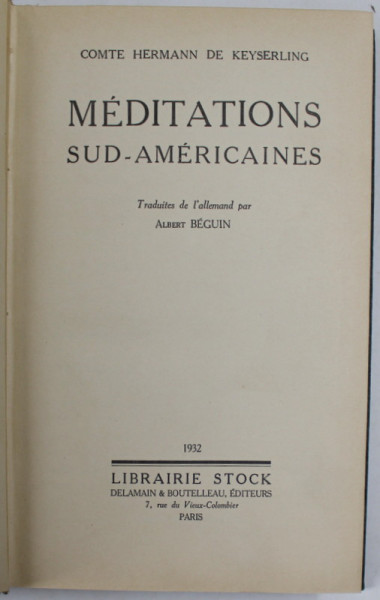 COMTE HERMANN DE KEYSERLING
MÉDITATIONS
SUD-AMÉRICAINES
Traduites de l'allemand par
ALBERT BÉGUIN
1932
LIBRAIRIE STOCK
DELAMAIN & BOUTELLEAU, ÉDITEURS
7, rue du Vieux-Colombier
PARIS